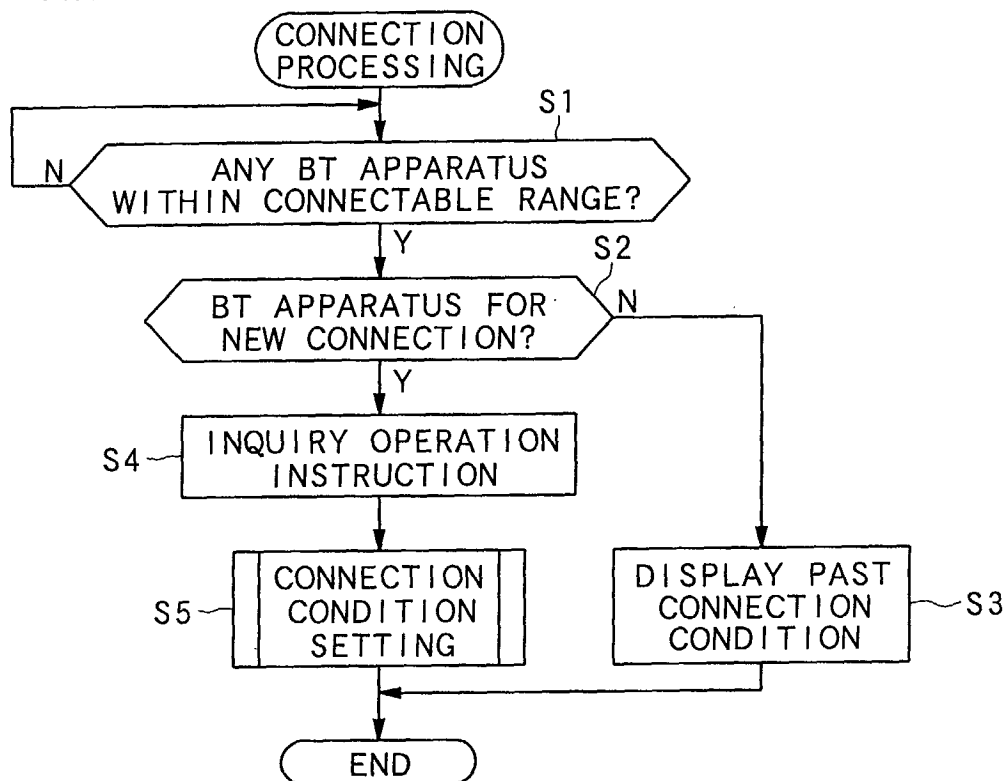 CONNECTION
PROCESSING
S1
N
ANY BT APPARATUS
WITHIN CONNECTABLE RANGE?
Y
S2
BT APPARATUS FOR
NEW CONNECTION?
N
Y
S4
INQUIRY OPERATION
INSTRUCTION
S5
CONNECTION
CONDITION
SETTING
DISPLAY PAST
CONNECTION
CONDITION
S3
END